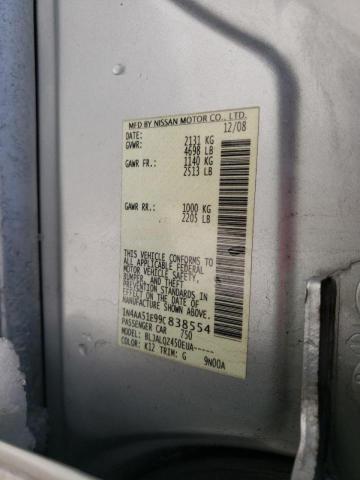 MFD BY NISSAN MOTOR CO., LTD.
DATE: 12/08
GVWR: 2131 KG
4698 LB
GAWR FR.: 1140 KG
2513 LB
GAWR RR.: 1000 KG
2205 LB
THIS VEHICLE CONFORMS TO
ALL APPLICABLE FEDERAL
MOTOR VEHICLE SAFETY,
BUMPER, AND THEFT
PREVENTION STANDARDS IN
EFFECT ON THE DATE OF
MANUFACTURE SHOWN ABOVE.
1N4AA51E99C838554
PASSENGER CAR 750
MODEL: BLJALQZ450EUA------
COLOR: K12 TRIM: G 9N00A